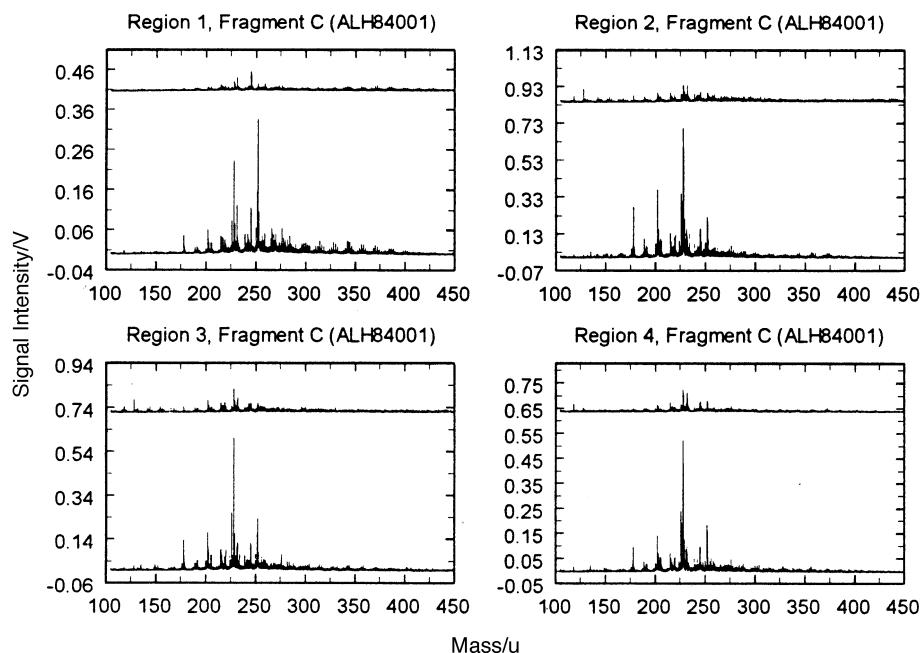 Region 1, Fragment C (ALH84001)
Region 2, Fragment C (ALH84001)
0.46
0.36
0.26
0.16
0.06
-0.04
100 150 200 250 300 350 400 450
1.13
0.93
0.73
0.53
0.33
0.13
-0.07
100 150 200 250 300 350 400 450
Signal Intensity/V
Region 3, Fragment C (ALH84001)
Region 4, Fragment C (ALH84001)
0.94
0.74
0.54
0.34
0.14
-0.06
100 150 200 250 300 350 400 450
0.75
0.65
0.55
0.45
0.35
0.25
0.15
0.05
-0.05
100 150 200 250 300 350 400 450
Mass/u